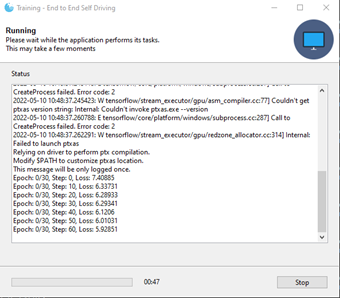 Training - End to End Self Driving
Running
Please wait while the application performs its tasks.
This may take a few moments
Status
CreateProcess failed. Error code: 2
2022-05-10 10:48:37.245423: W tensorflow/stream_executor/gpu/asm_compiler.cc:77] Couldn't get
ptxas version string: Internal: Couldn't invoke ptxas.exe --version
2022-05-10 10:48:37.260788: E tensorflow/core/platform/windows/subprocess.cc:287] Call to
CreateProcess failed. Error code: 2
2022-05-10 10:48:37.262291: W tensorflow/stream_executor/gpu/redzone_allocator.cc:314] Internal:
Failed to launch ptxas
Relying on driver to perform ptx compilation.
Modify $PATH to customize ptxas location.
This message will be only logged once.
Epoch: 0/30, Step: 0, Loss: 7.40885
Epoch: 0/30, Step: 10, Loss: 6.33731
Epoch: 0/30, Step: 20, Loss: 6.28933
Epoch: 0/30, Step: 30, Loss: 6.29341
Epoch: 0/30, Step: 40, Loss: 6.1206
Epoch: 0/30, Step: 50, Loss: 6.01031
Epoch: 0/30, Step: 60, Loss: 5.92851
00:47
Stop